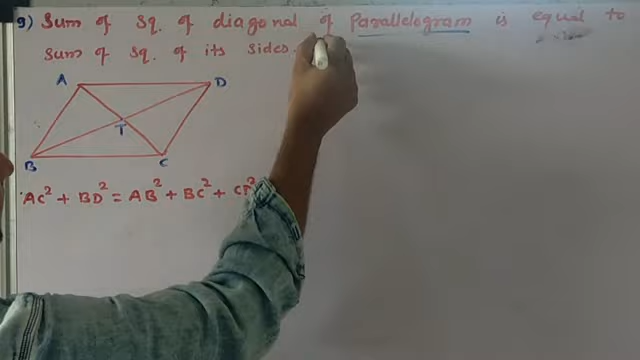 9) Sum of sq. of diagonal of Parallelogram is equal to
sum of sq. of its sides.
A
D
T
B
C
AC² + BD² = AB² + BC² +